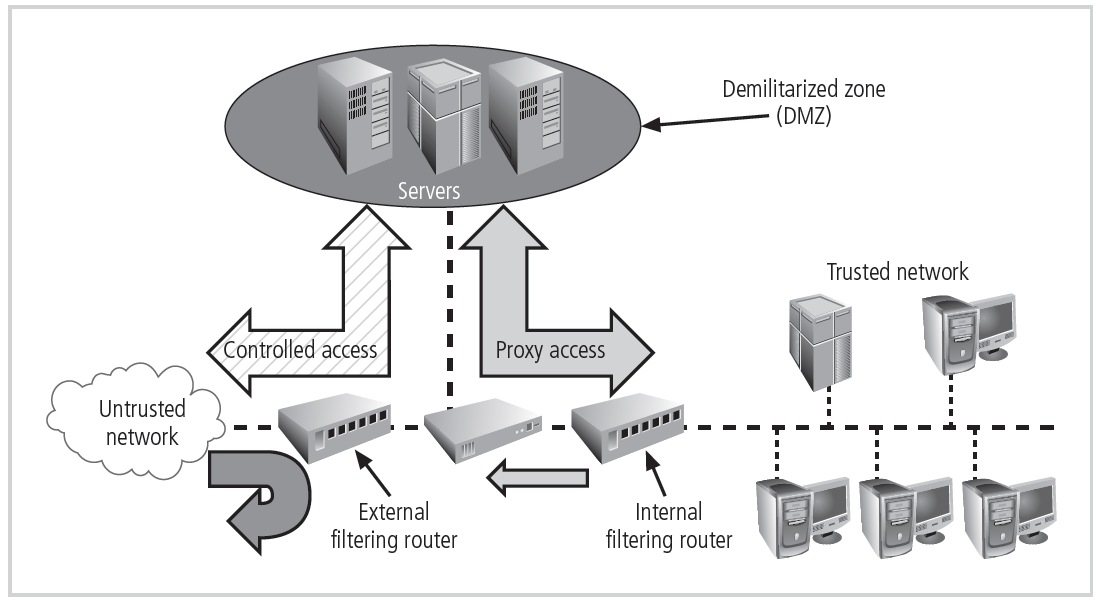 Demilitarized zone
(DMZ)
Servers
Trusted network
Controlled access
Proxy access
Untrusted
network
External
filtering router
Internal
filtering router